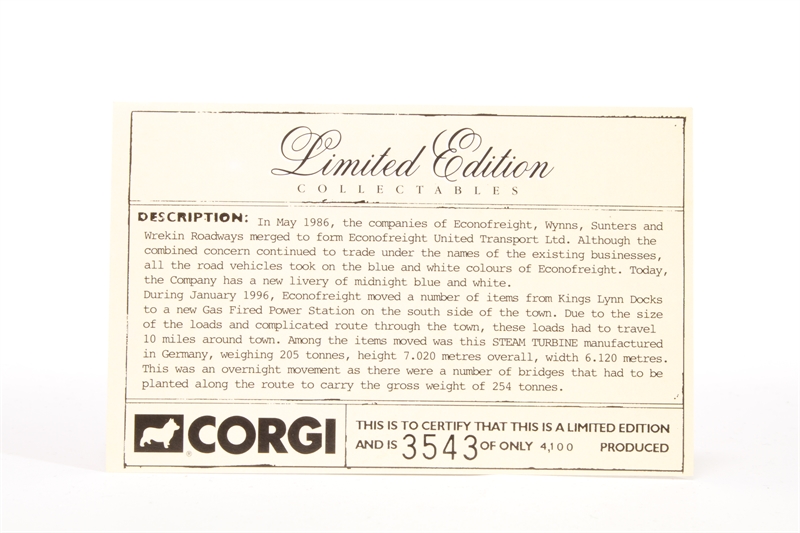 Limited Edition
COLLECTABLES
DESCRIPTION: In May 1986, the companies of Econofreight, Wynns, Sunters and
Wrekin Roadways merged to form Econofreight United Transport Ltd. Although the
combined concern continued to trade under the names of the existing businesses,
all the road vehicles took on the blue and white colours of Econofreight. Today,
the Company has a new livery of midnight blue and white.
During January 1996, Econofreight moved a number of items from Kings Lynn Docks
to a new Gas Fired Power Station on the south side of the town. Due to the size
of the loads and complicated route through the town, these loads had to travel
10 miles around town. Among the items moved was this STEAM TURBINE manufactured
in Germany, weighing 205 tonnes, height 7.020 metres overall, width 6.120 metres.
This was an overnight movement as there were a number of bridges that had to be
planted along the route to carry the gross weight of 254 tonnes.
CORGI
THIS IS TO CERTIFY THAT THIS IS A LIMITED EDITION
AND IS 3543 OF ONLY 4,100 PRODUCED